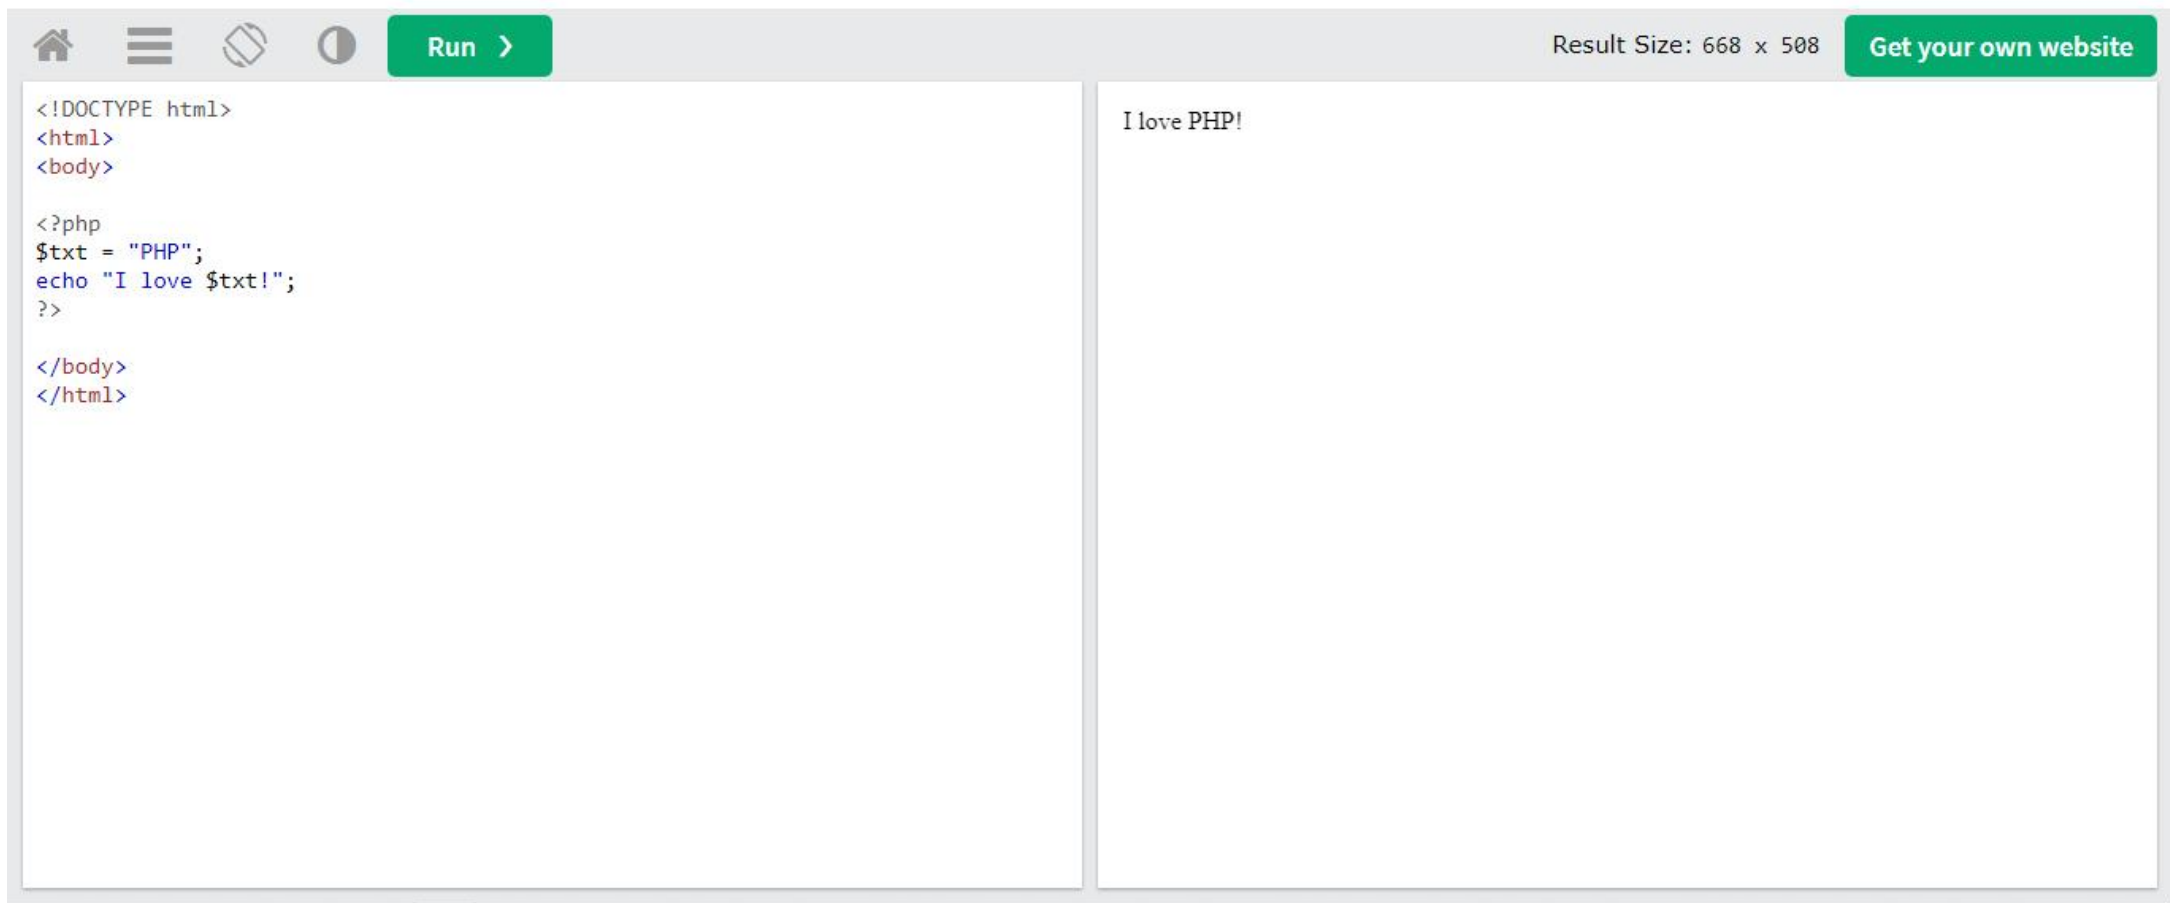 Run ❯
Result Size: 668 x 508
Get your own website
<!DOCTYPE html>
<html>
<body>
<?php
$txt = "PHP";
echo "I love $txt!";
?>
</body>
</html>
I love PHP!